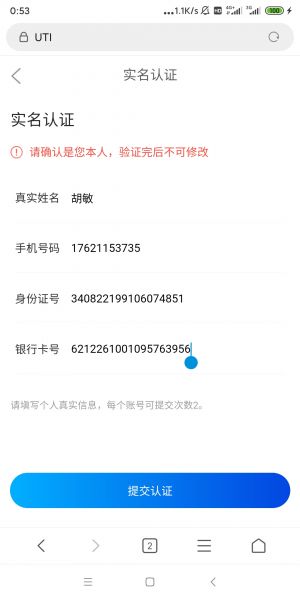 0:53 ...1.1K/s HD 4G+ 3G 100
UTI
实名认证
实名认证
请确认是您本人，验证完后不可修改
真实姓名 胡敏
手机号码 17621153735
身份证号 340822199106074851
银行卡号 6212261001095763956
请填写个人真实信息，每个账号可提交次数2。
提交认证
2